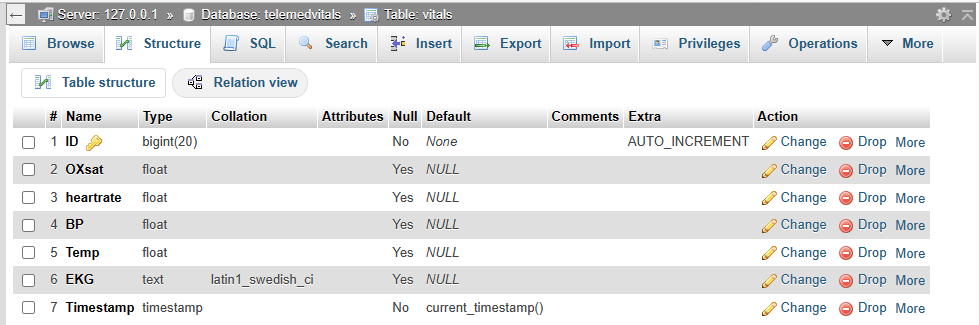 Server: 127.0.0.1 » Database: telemedvitals » Table: vitals
Browse Structure SQL Search Insert Export Import Privileges Operations More
Table structure Relation view
# Name Type Collation Attributes Null Default Comments Extra Action
1 ID bigint(20) No None AUTO_INCREMENT Change Drop More
2 OXsat float Yes NULL Change Drop More
3 heartrate float Yes NULL Change Drop More
4 BP float Yes NULL Change Drop More
5 Temp float Yes NULL Change Drop More
6 EKG text latin1_swedish_ci Yes NULL Change Drop More
7 Timestamp timestamp No current_timestamp() Change Drop More